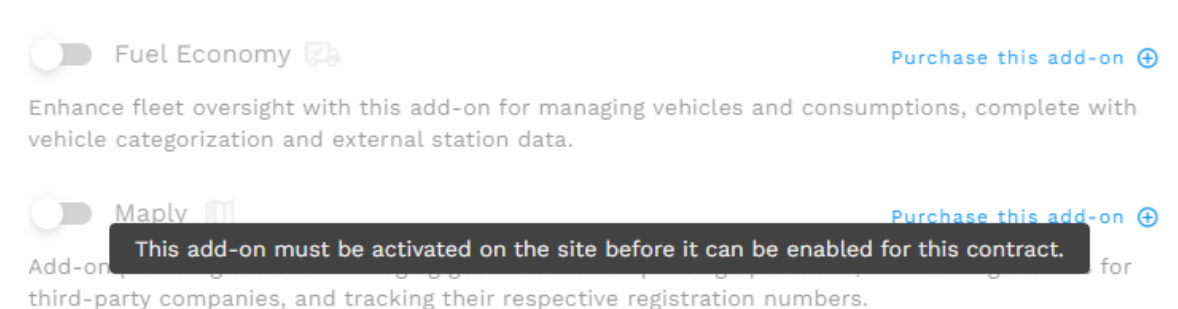 Fuel Economy
Purchase this add-on
Enhance fleet oversight with this add-on for managing vehicles and consumptions, complete with
vehicle categorization and external station data.
Maply
Purchase this add-on
This add-on must be activated on the site before it can be enabled for this contract.
Add-on for
third-party companies, and tracking their respective registration numbers.